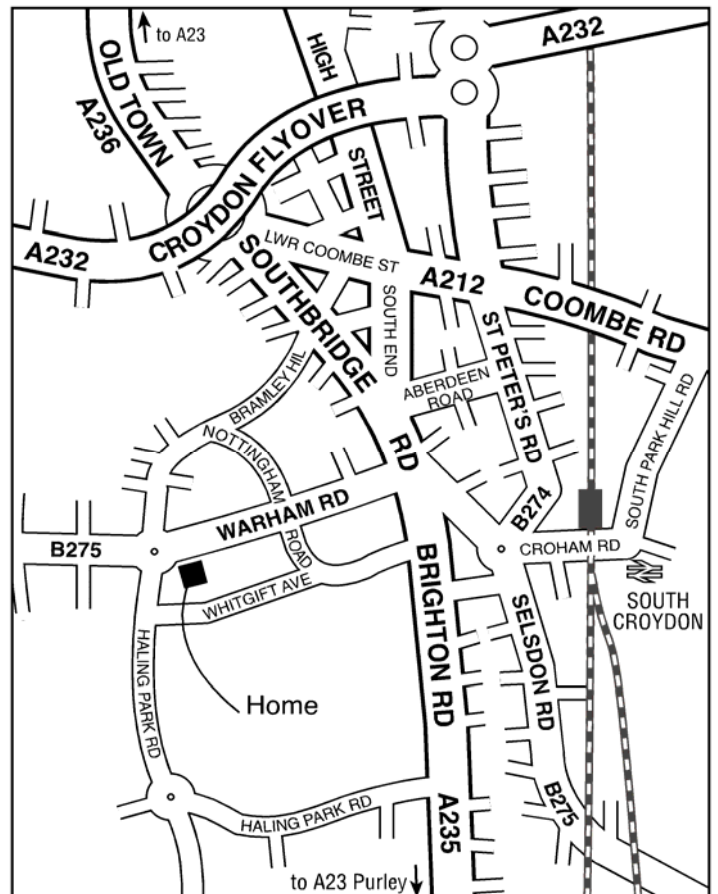 to A23
A232
HIGH
OLD TOWN
A236
CROYDON FLYOVER
STREET
A232
LWR COOMBE ST
A212
COOMBE RD
SOUTHBRIDGE
RD
SOUTH END
ST PETER'S RD
ABERDEEN
ROAD
BRAMLEY HIL
NOTTINGHAM
ROAD
SOUTH PARK HILL RD
B274
WARHAM RD
B275
CROHAM RD
WHITGIFT AVE
BRIGHTON RD
SELSDON RD
SOUTH
CROYDON
HALING PARK RD
Home
B275
HALING PARK RD
A235
to A23 Purley